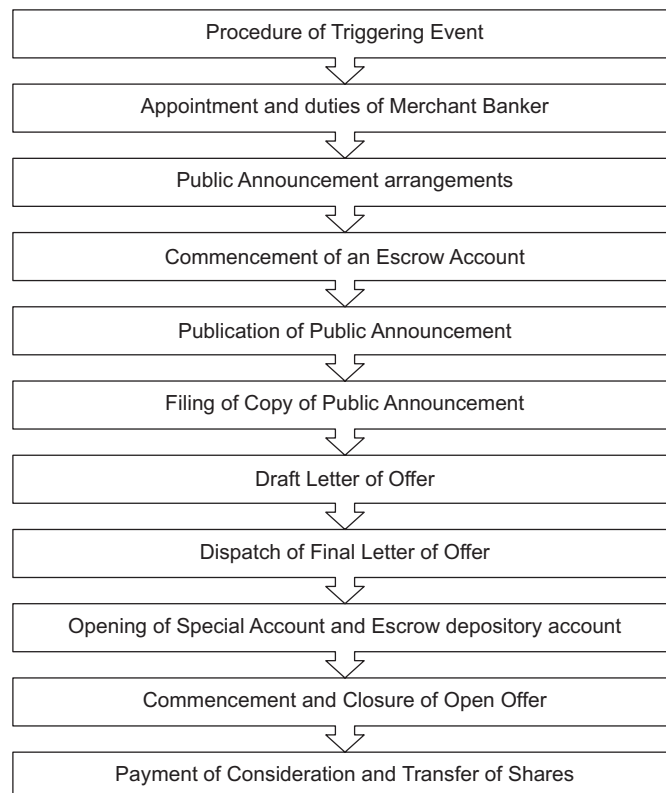 Procedure of Triggering Event
Appointment and duties of Merchant Banker
Public Announcement arrangements
Commencement of an Escrow Account
Publication of Public Announcement
Filing of Copy of Public Announcement
Draft Letter of Offer
Dispatch of Final Letter of Offer
Opening of Special Account and Escrow depository account
Commencement and Closure of Open Offer
Payment of Consideration and Transfer of Shares